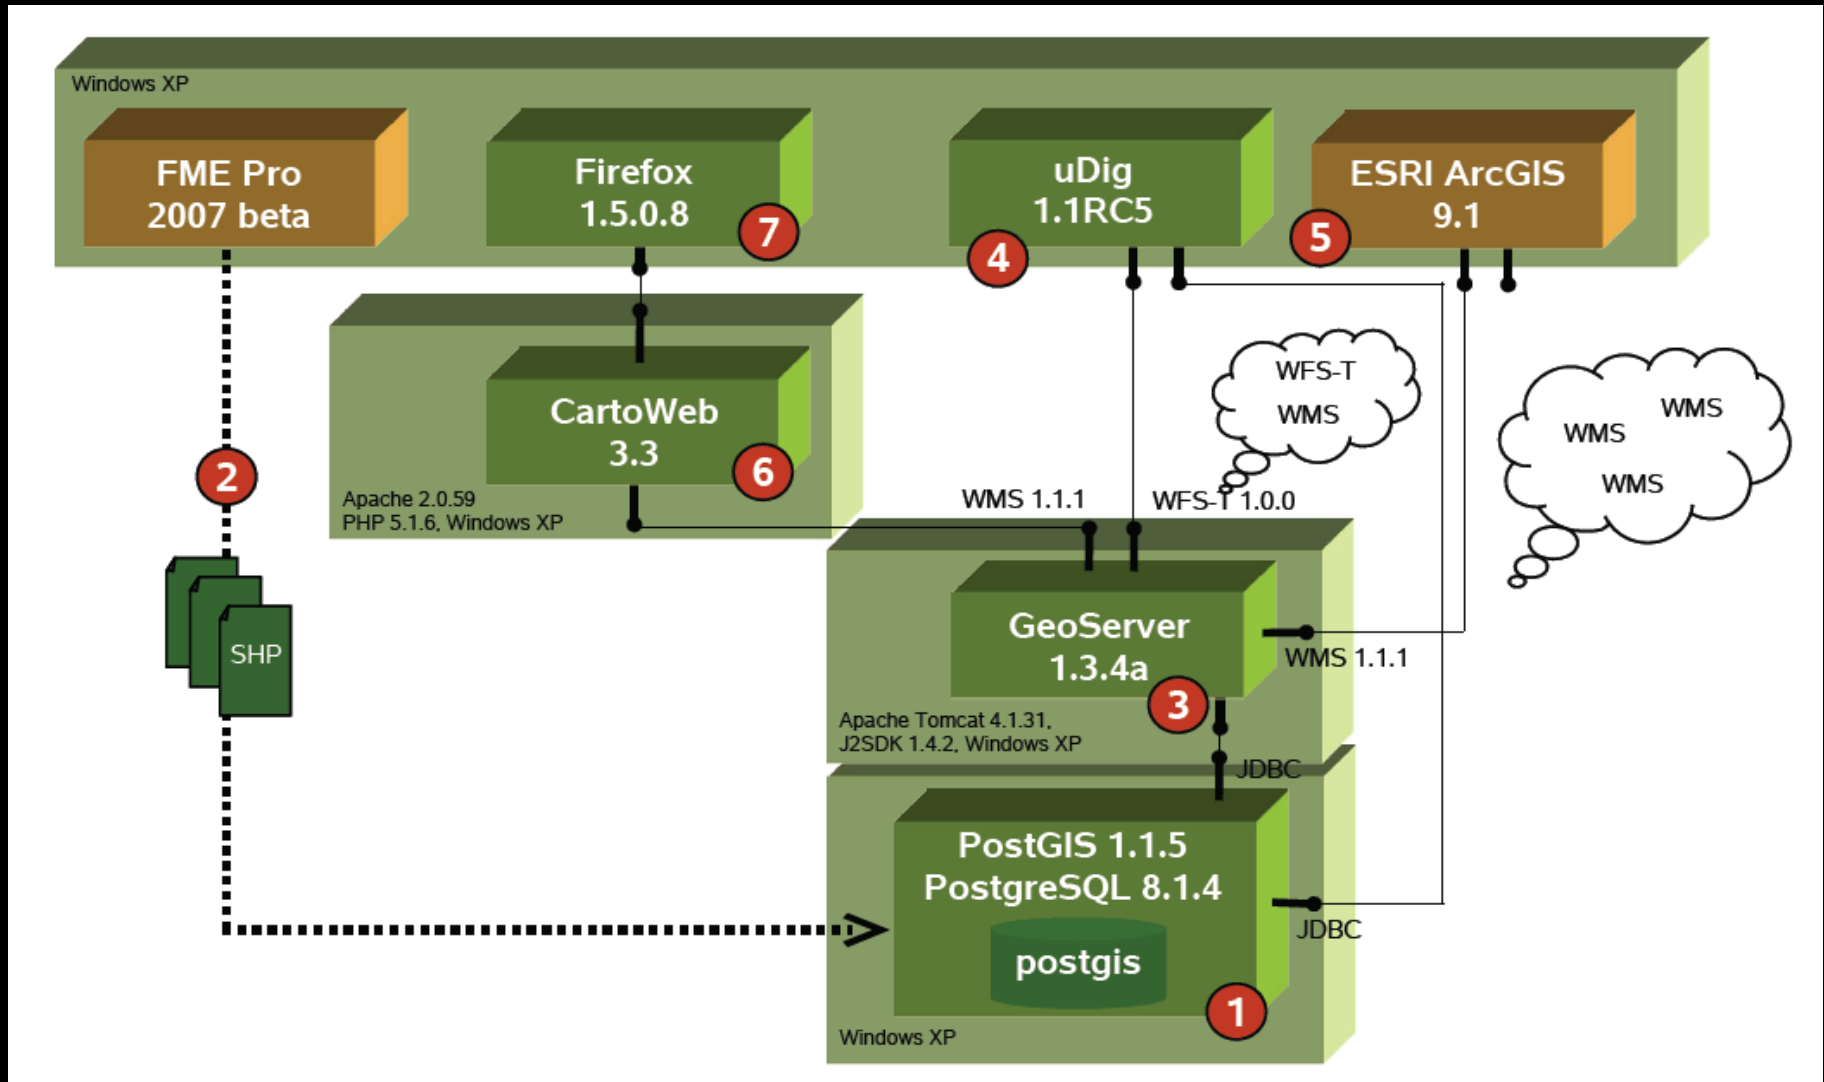 Windows XP
FME Pro
2007 beta
Firefox
1.5.0.8
7
uDig
1.1RC5
4
ESRI ArcGIS
9.1
5
CartoWeb
3.3
6
Apache 2.0.59
PHP 5.1.6, Windows XP
2
SHP
WFS-T
WMS
WMS
WMS
WMS
WMS 1.1.1
WFS-T 1.0.0
GeoServer
1.3.4a
3
WMS 1.1.1
Apache Tomcat 4.1.31,
J2SDK 1.4.2, Windows XP
JDBC
PostGIS 1.1.5
PostgreSQL 8.1.4
JDBC
postgis
1
Windows XP